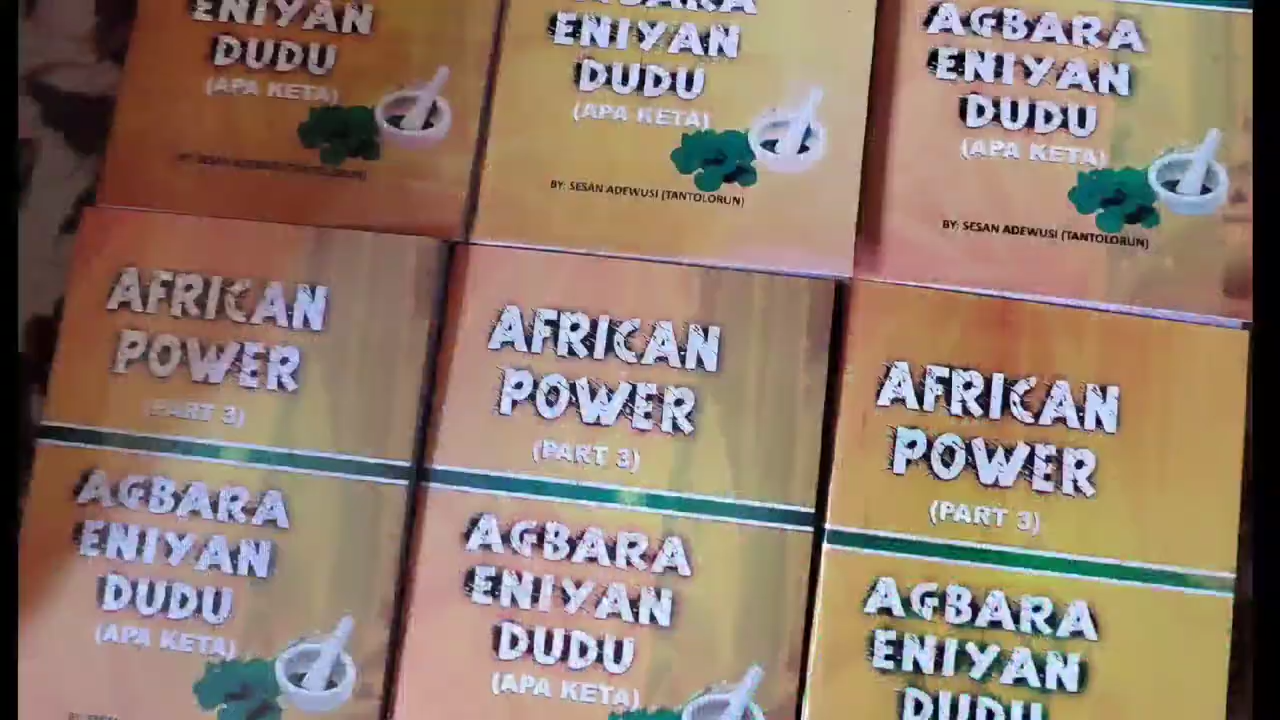 ENIYAN
DUDU
(APA KETA)
AGBARA
ENIYAN
DUDU
(APA KETA)
BY: SESAN ADEWUSI (TANTOLORUN)
AGBARA
ENIYAN
DUDU
(APA KETA)
BY: SESAN ADEWUSI (TANTOLORUN)
AFRICAN
POWER
(PART 3)
AGBARA
ENIYAN
DUDU
(APA KETA)
AFRICAN
POWER
(PART 3)
AGBARA
ENIYAN
DUDU
(APA KETA)
AFRICAN
POWER
(PART 3)
AGBARA
ENIYAN
DUDU